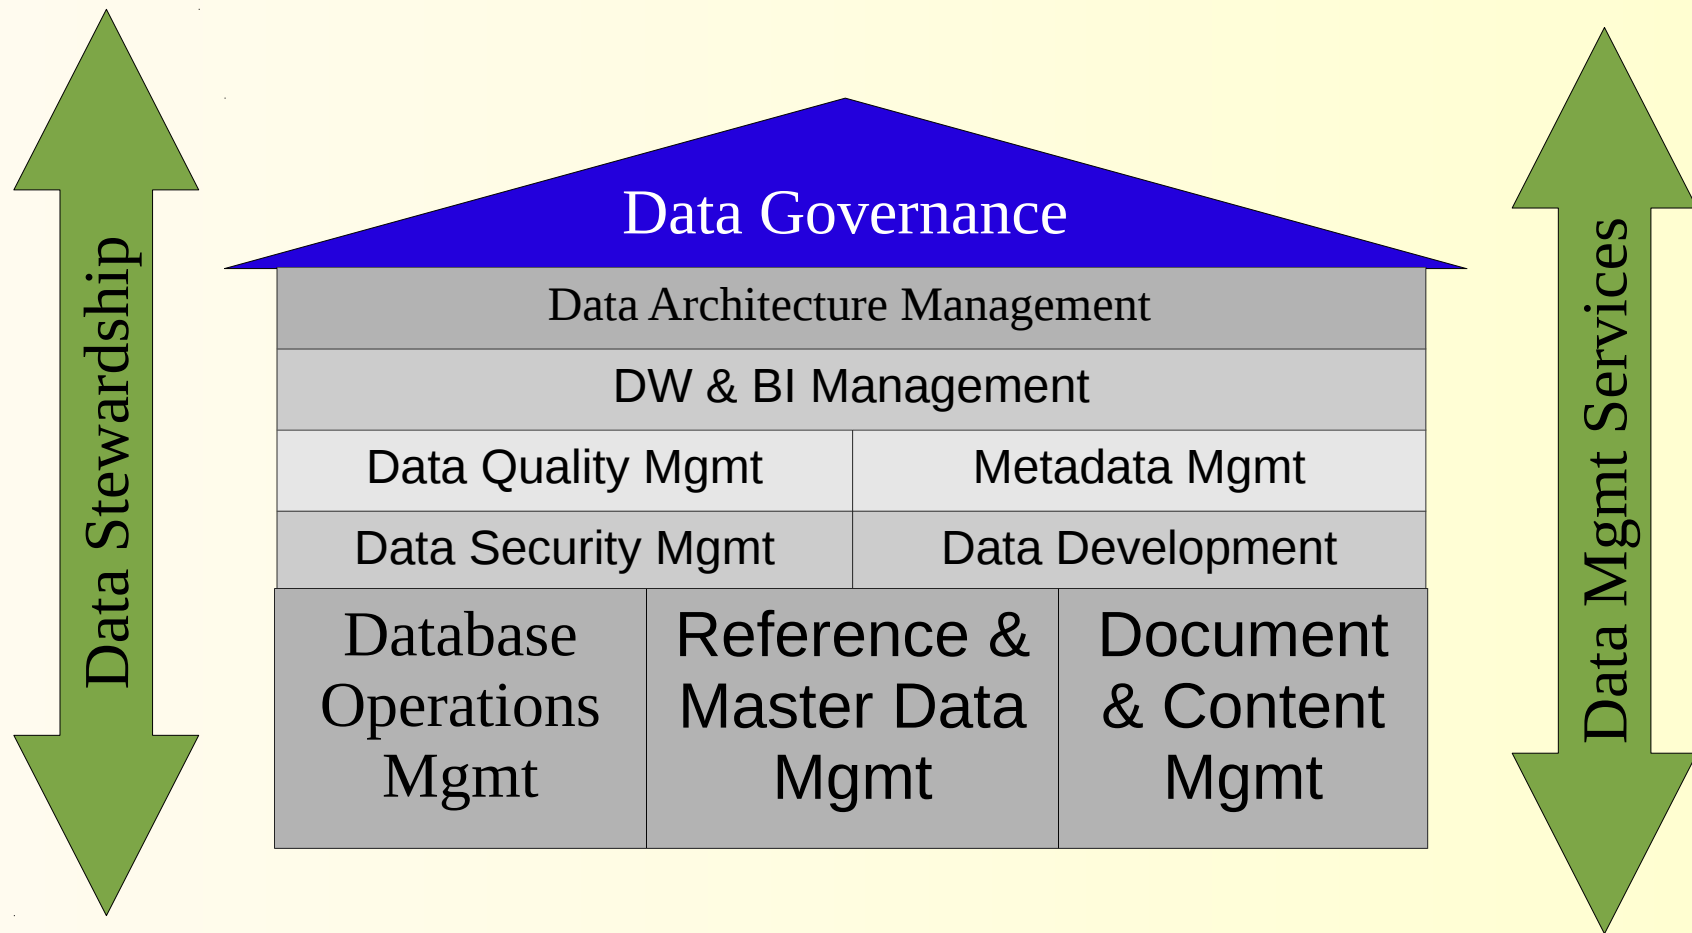 Data Stewardship
Data Governance
Data Architecture Management
DW & BI Management
Data Quality Mgmt
Metadata Mgmt
Data Security Mgmt
Data Development
Database
Operations
Mgmt
Reference &
Master Data
Mgmt
Document
& Content
Mgmt
Data Mgmt Services